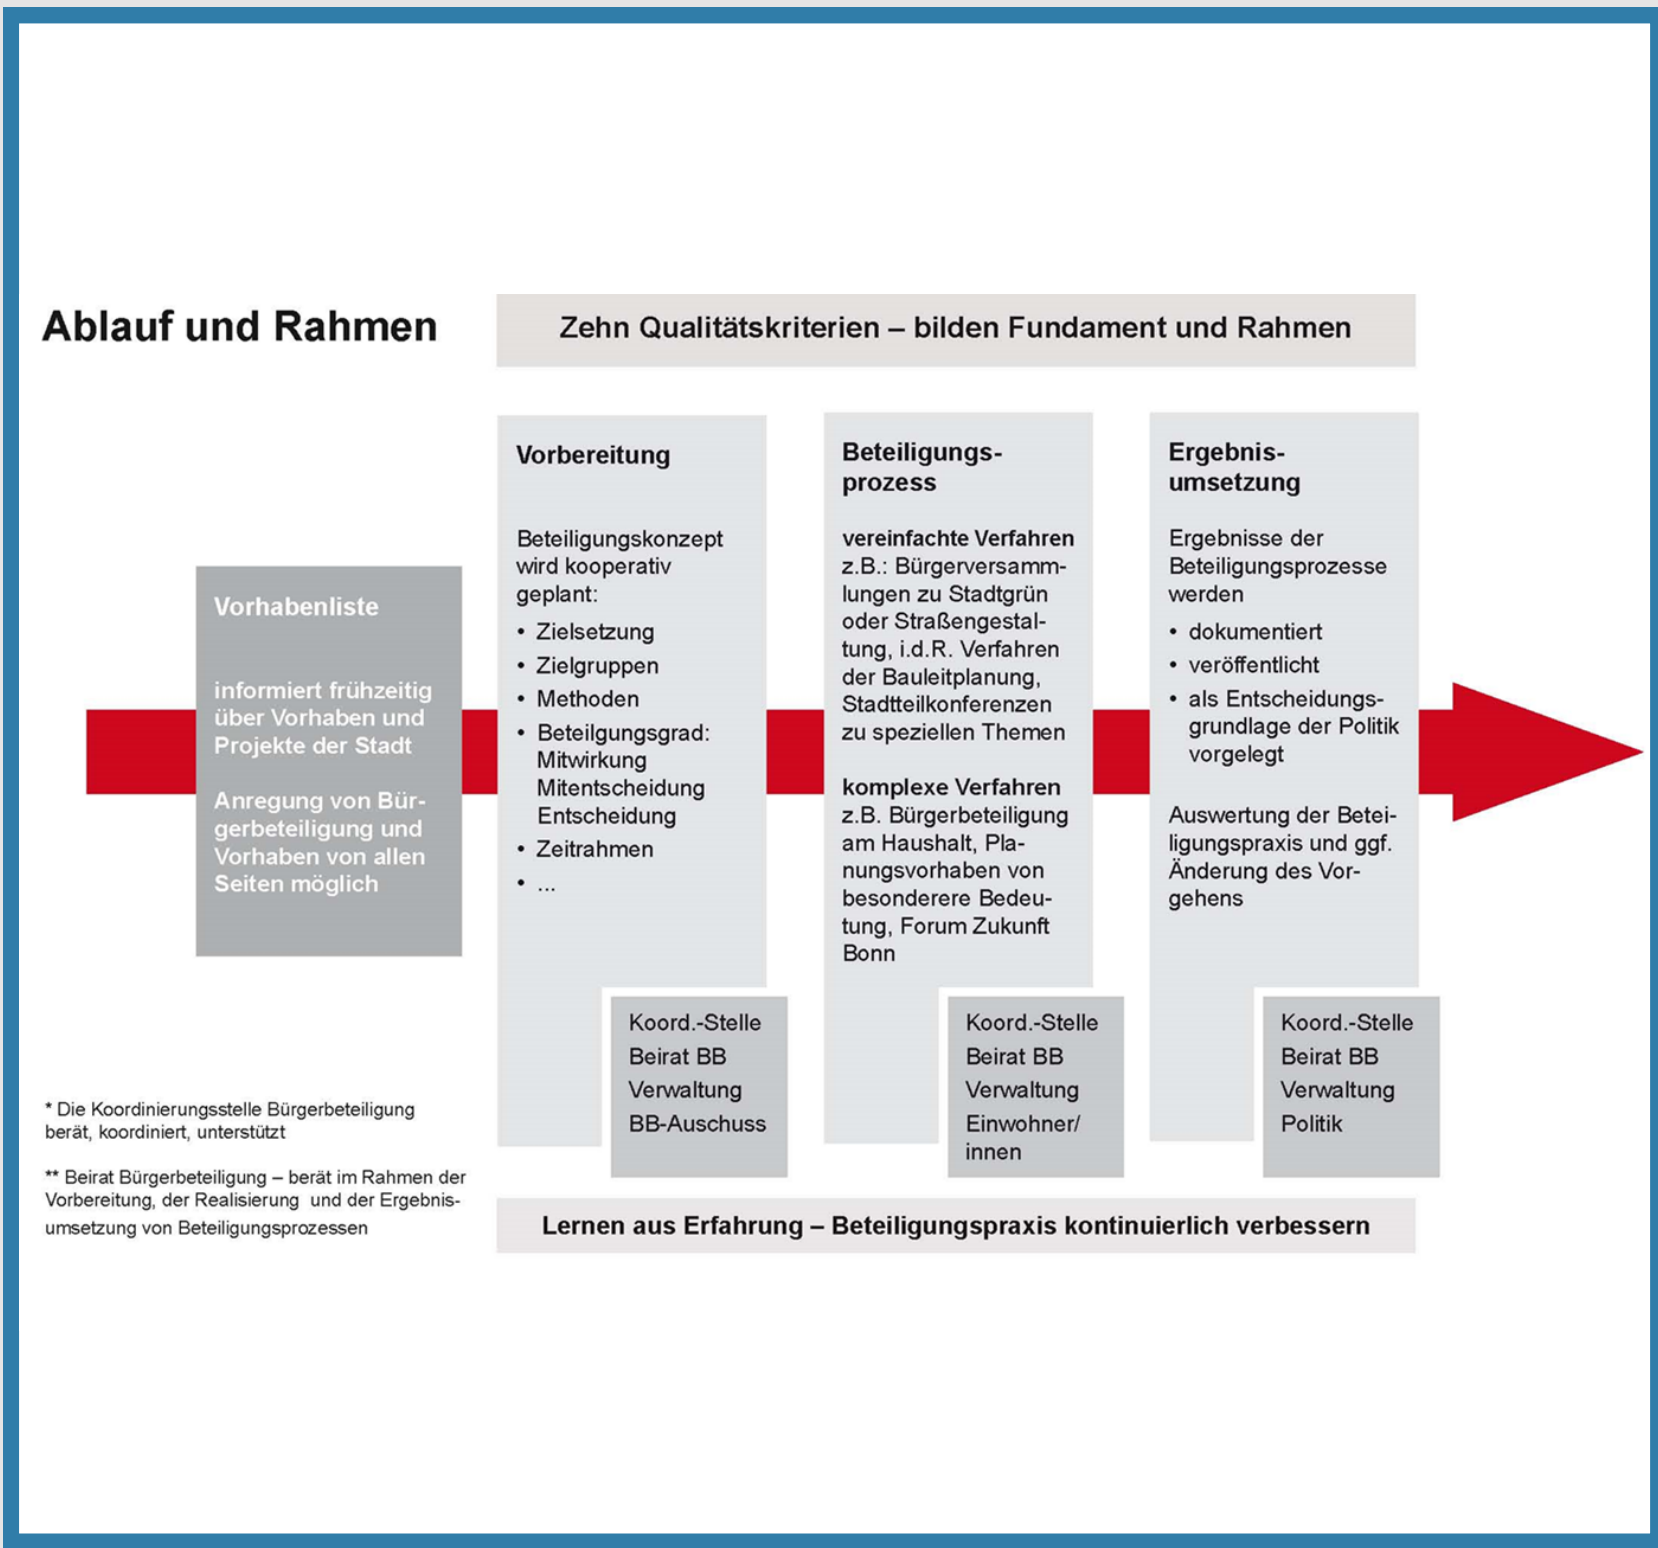 Ablauf und Rahmen
Zehn Qualitätskriterien – bilden Fundament und Rahmen
Vorhabenliste
informiert frühzeitig
über Vorhaben und
Projekte der Stadt
Anregung von Bür-
gerbeteiligung und
Vorhaben von allen
Seiten möglich
Vorbereitung
Beteiligungskonzept
wird kooperativ
geplant:
• Zielsetzung
• Zielgruppen
• Methoden
• Beteilgungsgrad:
Mitwirkung
Mitentscheidung
Entscheidung
• Zeitrahmen
• ...
Koord.-Stelle
Beirat BB
Verwaltung
BB-Auschuss
Beteiligungs-
prozess
vereinfachte Verfahren
z.B.: Bürgerversamm-
lungen zu Stadtgrün
oder Straßengestal-
tung, i.d.R. Verfahren
der Bauleitplanung,
Stadtteilkonferenzen
zu speziellen Themen
komplexe Verfahren
z.B. Bürgerbeteiligung
am Haushalt, Pla-
nungsvorhaben von
besonderere Bedeu-
tung, Forum Zukunft
Bonn
Koord.-Stelle
Beirat BB
Verwaltung
Einwohner/
innen
Ergebnis-
umsetzung
Ergebnisse der
Beteiligungsprozesse
werden
• dokumentiert
• veröffentlicht
• als Entscheidungs-
grundlage der Politik
vorgelegt
Auswertung der Betei-
ligungspraxis und ggf.
Änderung des Vor-
gehens
Koord.-Stelle
Beirat BB
Verwaltung
Politik
* Die Koordinierungsstelle Bürgerbeteiligung
berät, koordiniert, unterstützt
** Beirat Bürgerbeteiligung – berät im Rahmen der
Vorbereitung, der Realisierung und der Ergebnis-
umsetzung von Beteiligungsprozessen
Lernen aus Erfahrung – Beteiligungspraxis kontinuierlich verbessern